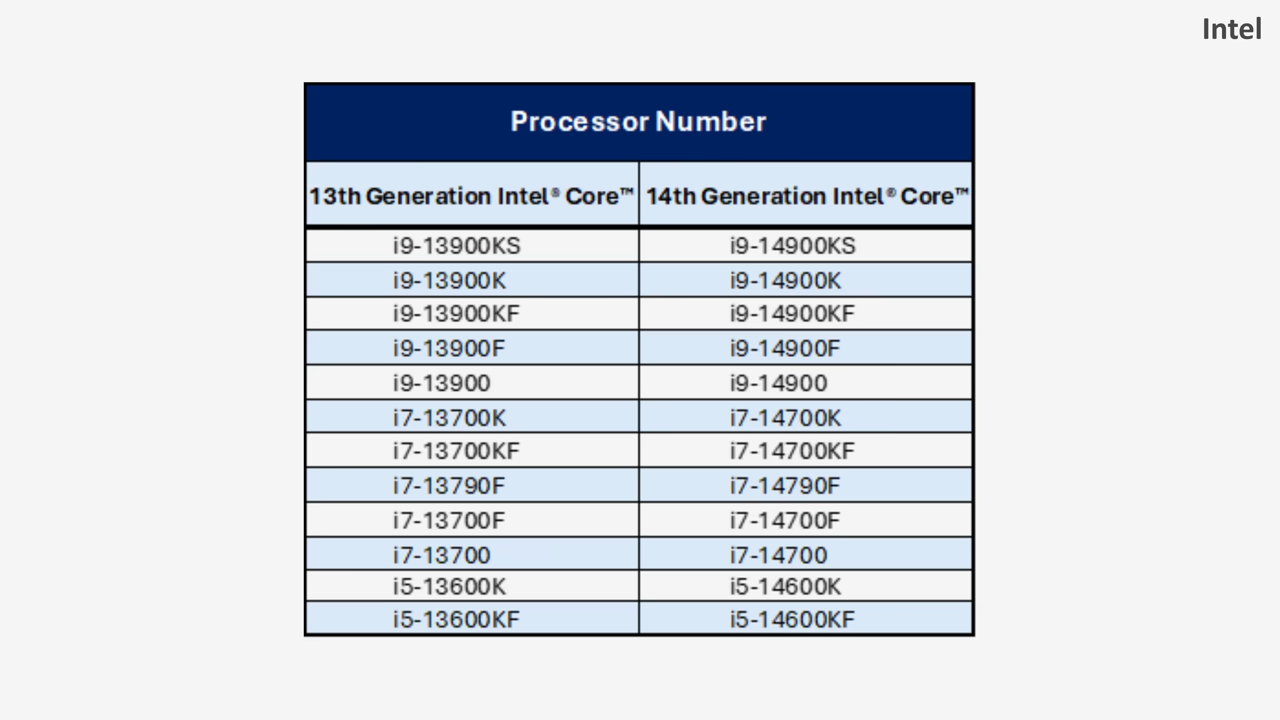 Intel
Processor Number
13th Generation Intel® Core™ 14th Generation Intel® Core™
i9-13900KS i9-14900KS
i9-13900K i9-14900K
i9-13900KF i9-14900KF
i9-13900F i9-14900F
i9-13900 i9-14900
i7-13700K i7-14700K
i7-13700KF i7-14700KF
i7-13790F i7-14790F
i7-13700F i7-14700F
i7-13700 i7-14700
i5-13600K i5-14600K
i5-13600KF i5-14600KF